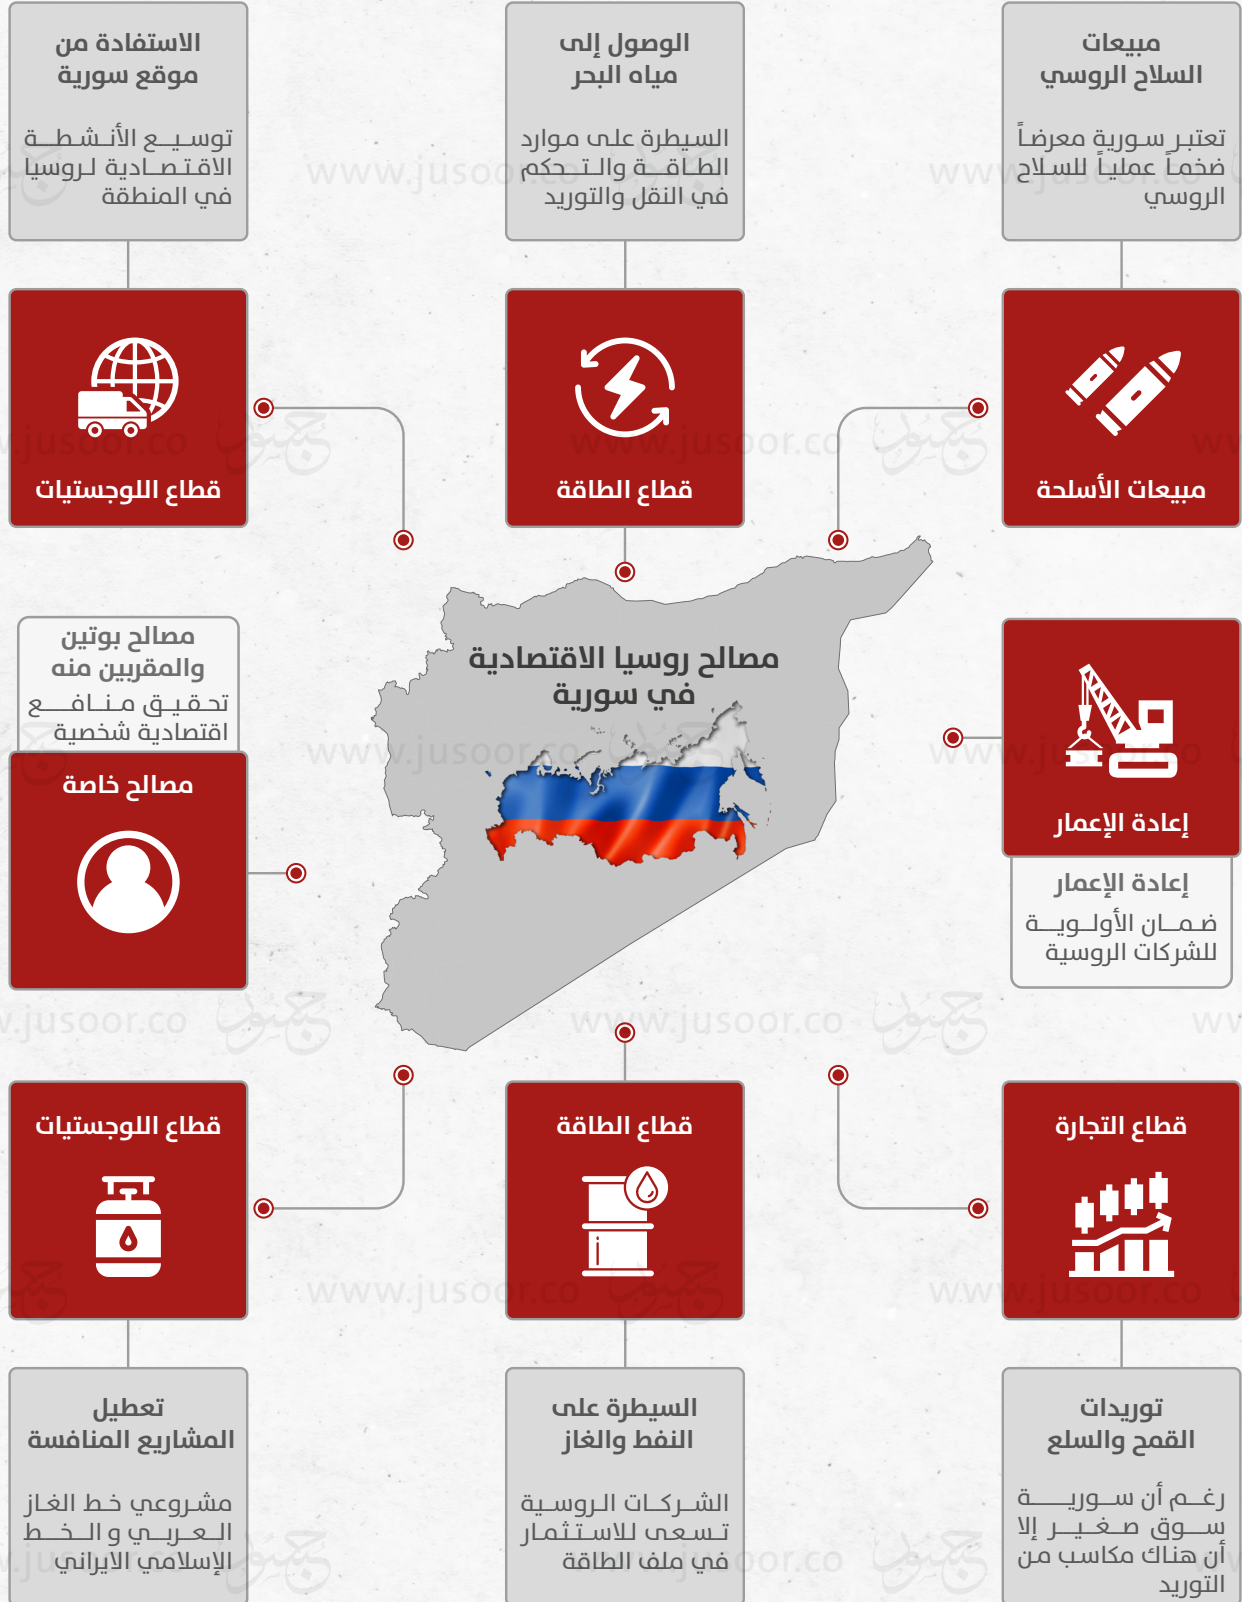 مبيعات
السلاح الروسي
تعتبر سورية معرضاً
ضخماً عملياً للسلاح
الروسي
مبيعات الأسلحة
الوصول إلى
مياه البحر
السيطرة على موارد
الطاقة والتحكم
في النقل والتوريد
قطاع الطاقة
الاستفادة من
موقع سورية
توسيع الأنشطة
الاقتصادية لروسيا
في المنطقة
قطاع اللوجستيات
مصالح روسيا الاقتصادية
في سورية
إعادة الإعمار
إعادة الإعمار
ضمان الأولوية
للشركات الروسية
مصالح بوتين
والمقربين منه
تحقيق منافع
اقتصادية شخصية
مصالح خاصة
قطاع التجارة
توريدات
القمح والسلع
رغم أن سورية
سوق صغير إلا
أن هناك مكاسب من
التوريد
قطاع الطاقة
السيطرة على
النفط والغاز
الشركات الروسية
تسعى للاستثمار
في ملف الطاقة
قطاع اللوجستيات
تعطيل
المشاريع المنافسة
مشروعي خط الغاز
العربي و الخط
الإسلامي الايراني
www.jusoor.co
جسور